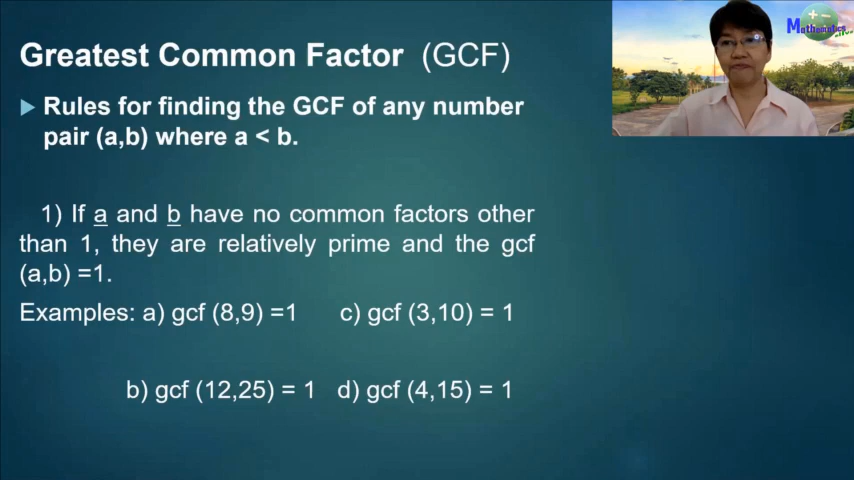 Greatest Common Factor (GCF)
Rules for finding the GCF of any number
pair (a,b) where a < b.
1) If a and b have no common factors other
than 1, they are relatively prime and the gcf
(a,b) =1.
Examples: a) gcf (8,9) =1 c) gcf (3,10) = 1
b) gcf (12,25) = 1 d) gcf (4,15) = 1
Mathematics